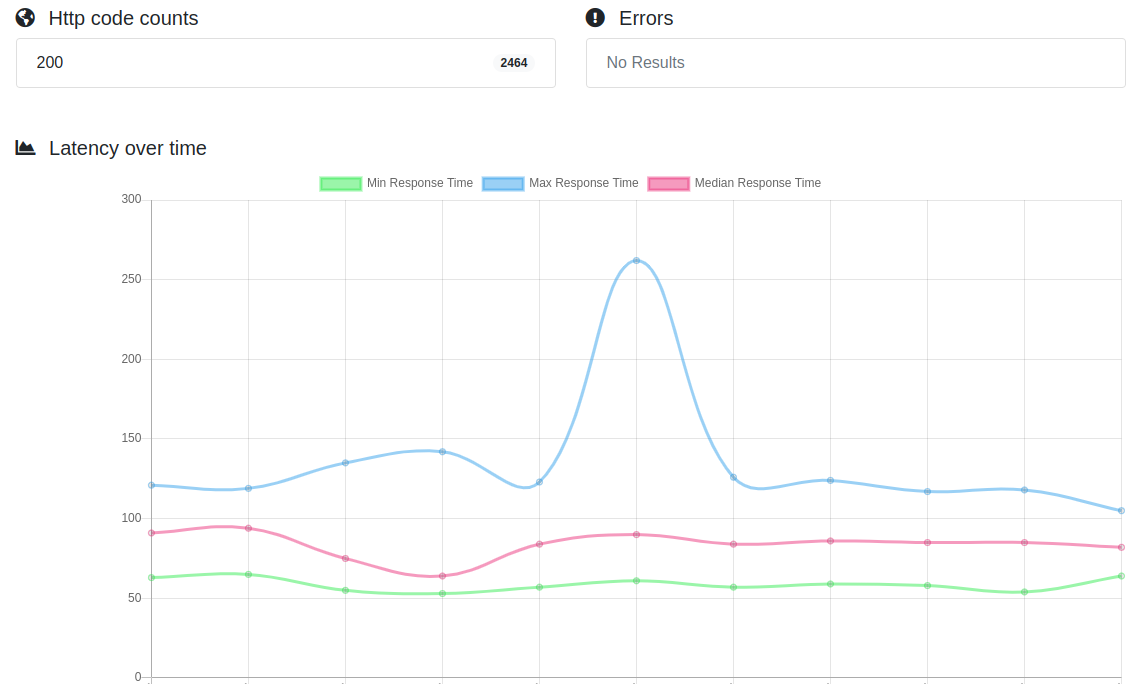 Http code counts
Errors
200
2464
No Results
Latency over time
Min Response Time
Max Response Time
Median Response Time
300
250
200
150
100
50
0